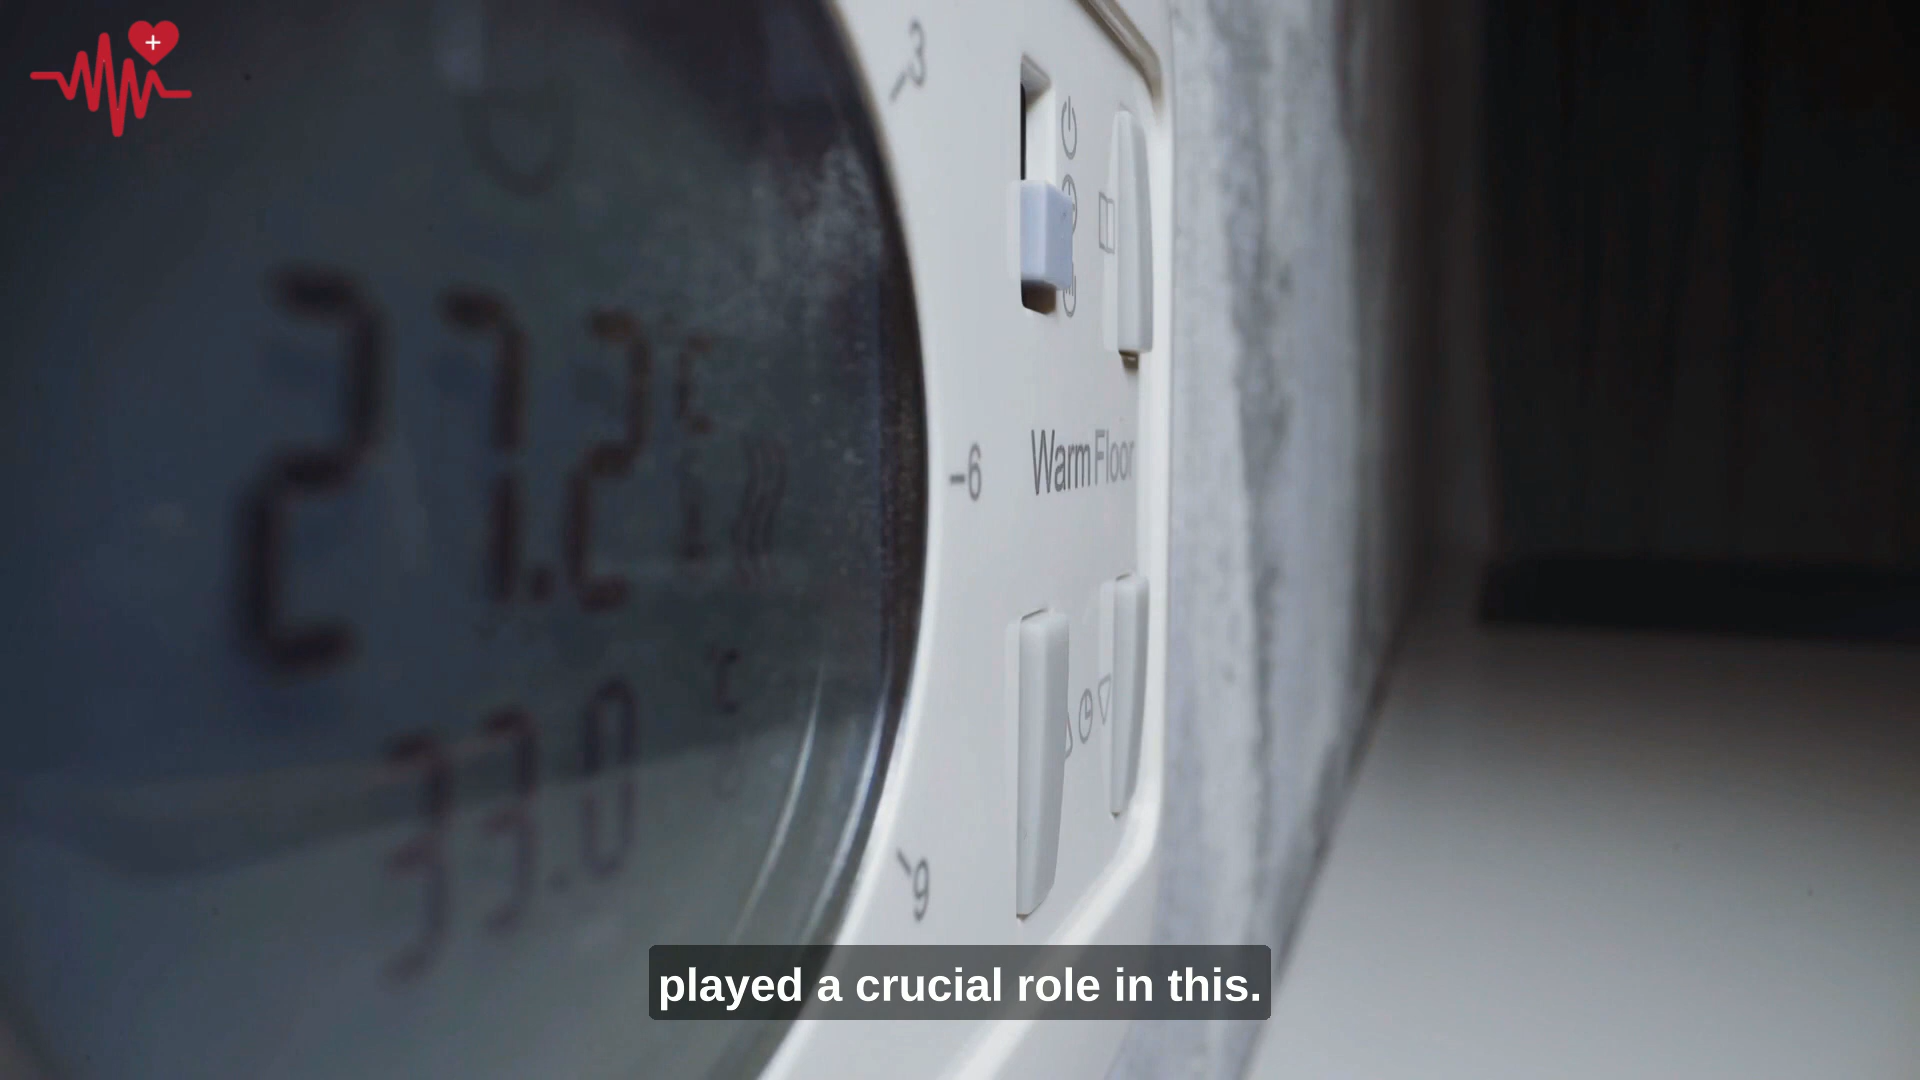 3
27.2 °C
6
Warm Floor
33.0 °C
9
played a crucial role in this.